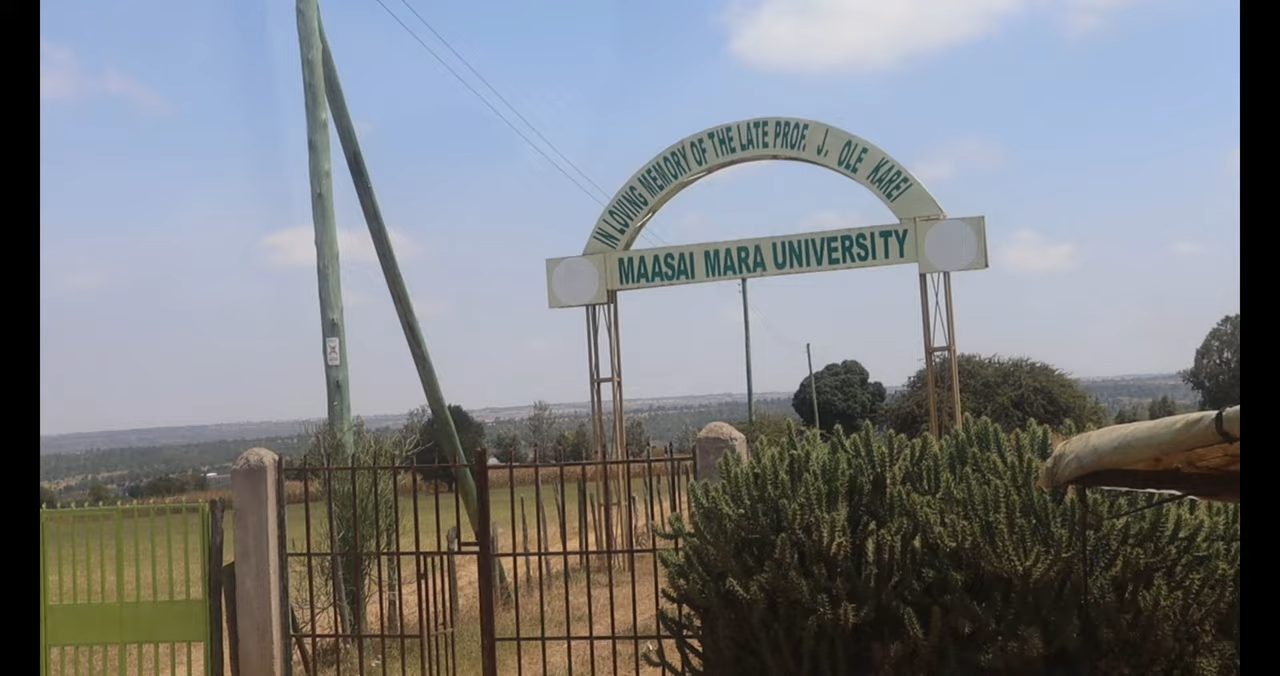 IN LOVING MEMORY OF THE LATE PROF. J. OLE KAREI
MAASAI MARA UNIVERSITY